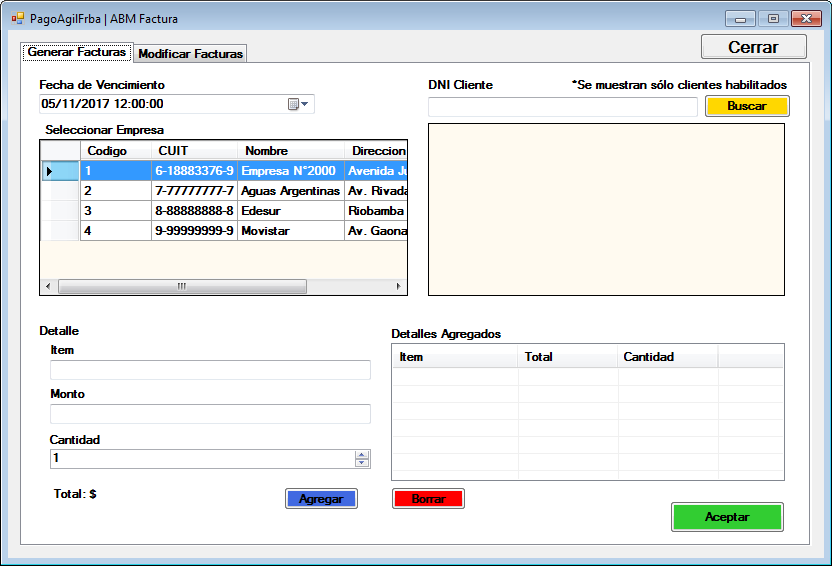 PagoAgilFrba | ABM Factura
Cerrar
Generar Facturas Modificar Facturas
Fecha de Vencimiento
05/11/2017 12:00:00
DNI Cliente *Se muestran sólo clientes habilitados
Buscar
Seleccionar Empresa
Codigo CUIT Nombre Direccion
1 6-18883376-9 Empresa N°2000 Avenida Ju
2 7-77777777-7 Aguas Argentinas Av. Rivada
3 8-88888888-8 Edesur Riobamba
4 9-99999999-9 Movistar Av. Gaona
Detalle
Item
Monto
Cantidad
1
Total: $
Agregar
Detalles Agregados
Item Total Cantidad
Borrar
Aceptar